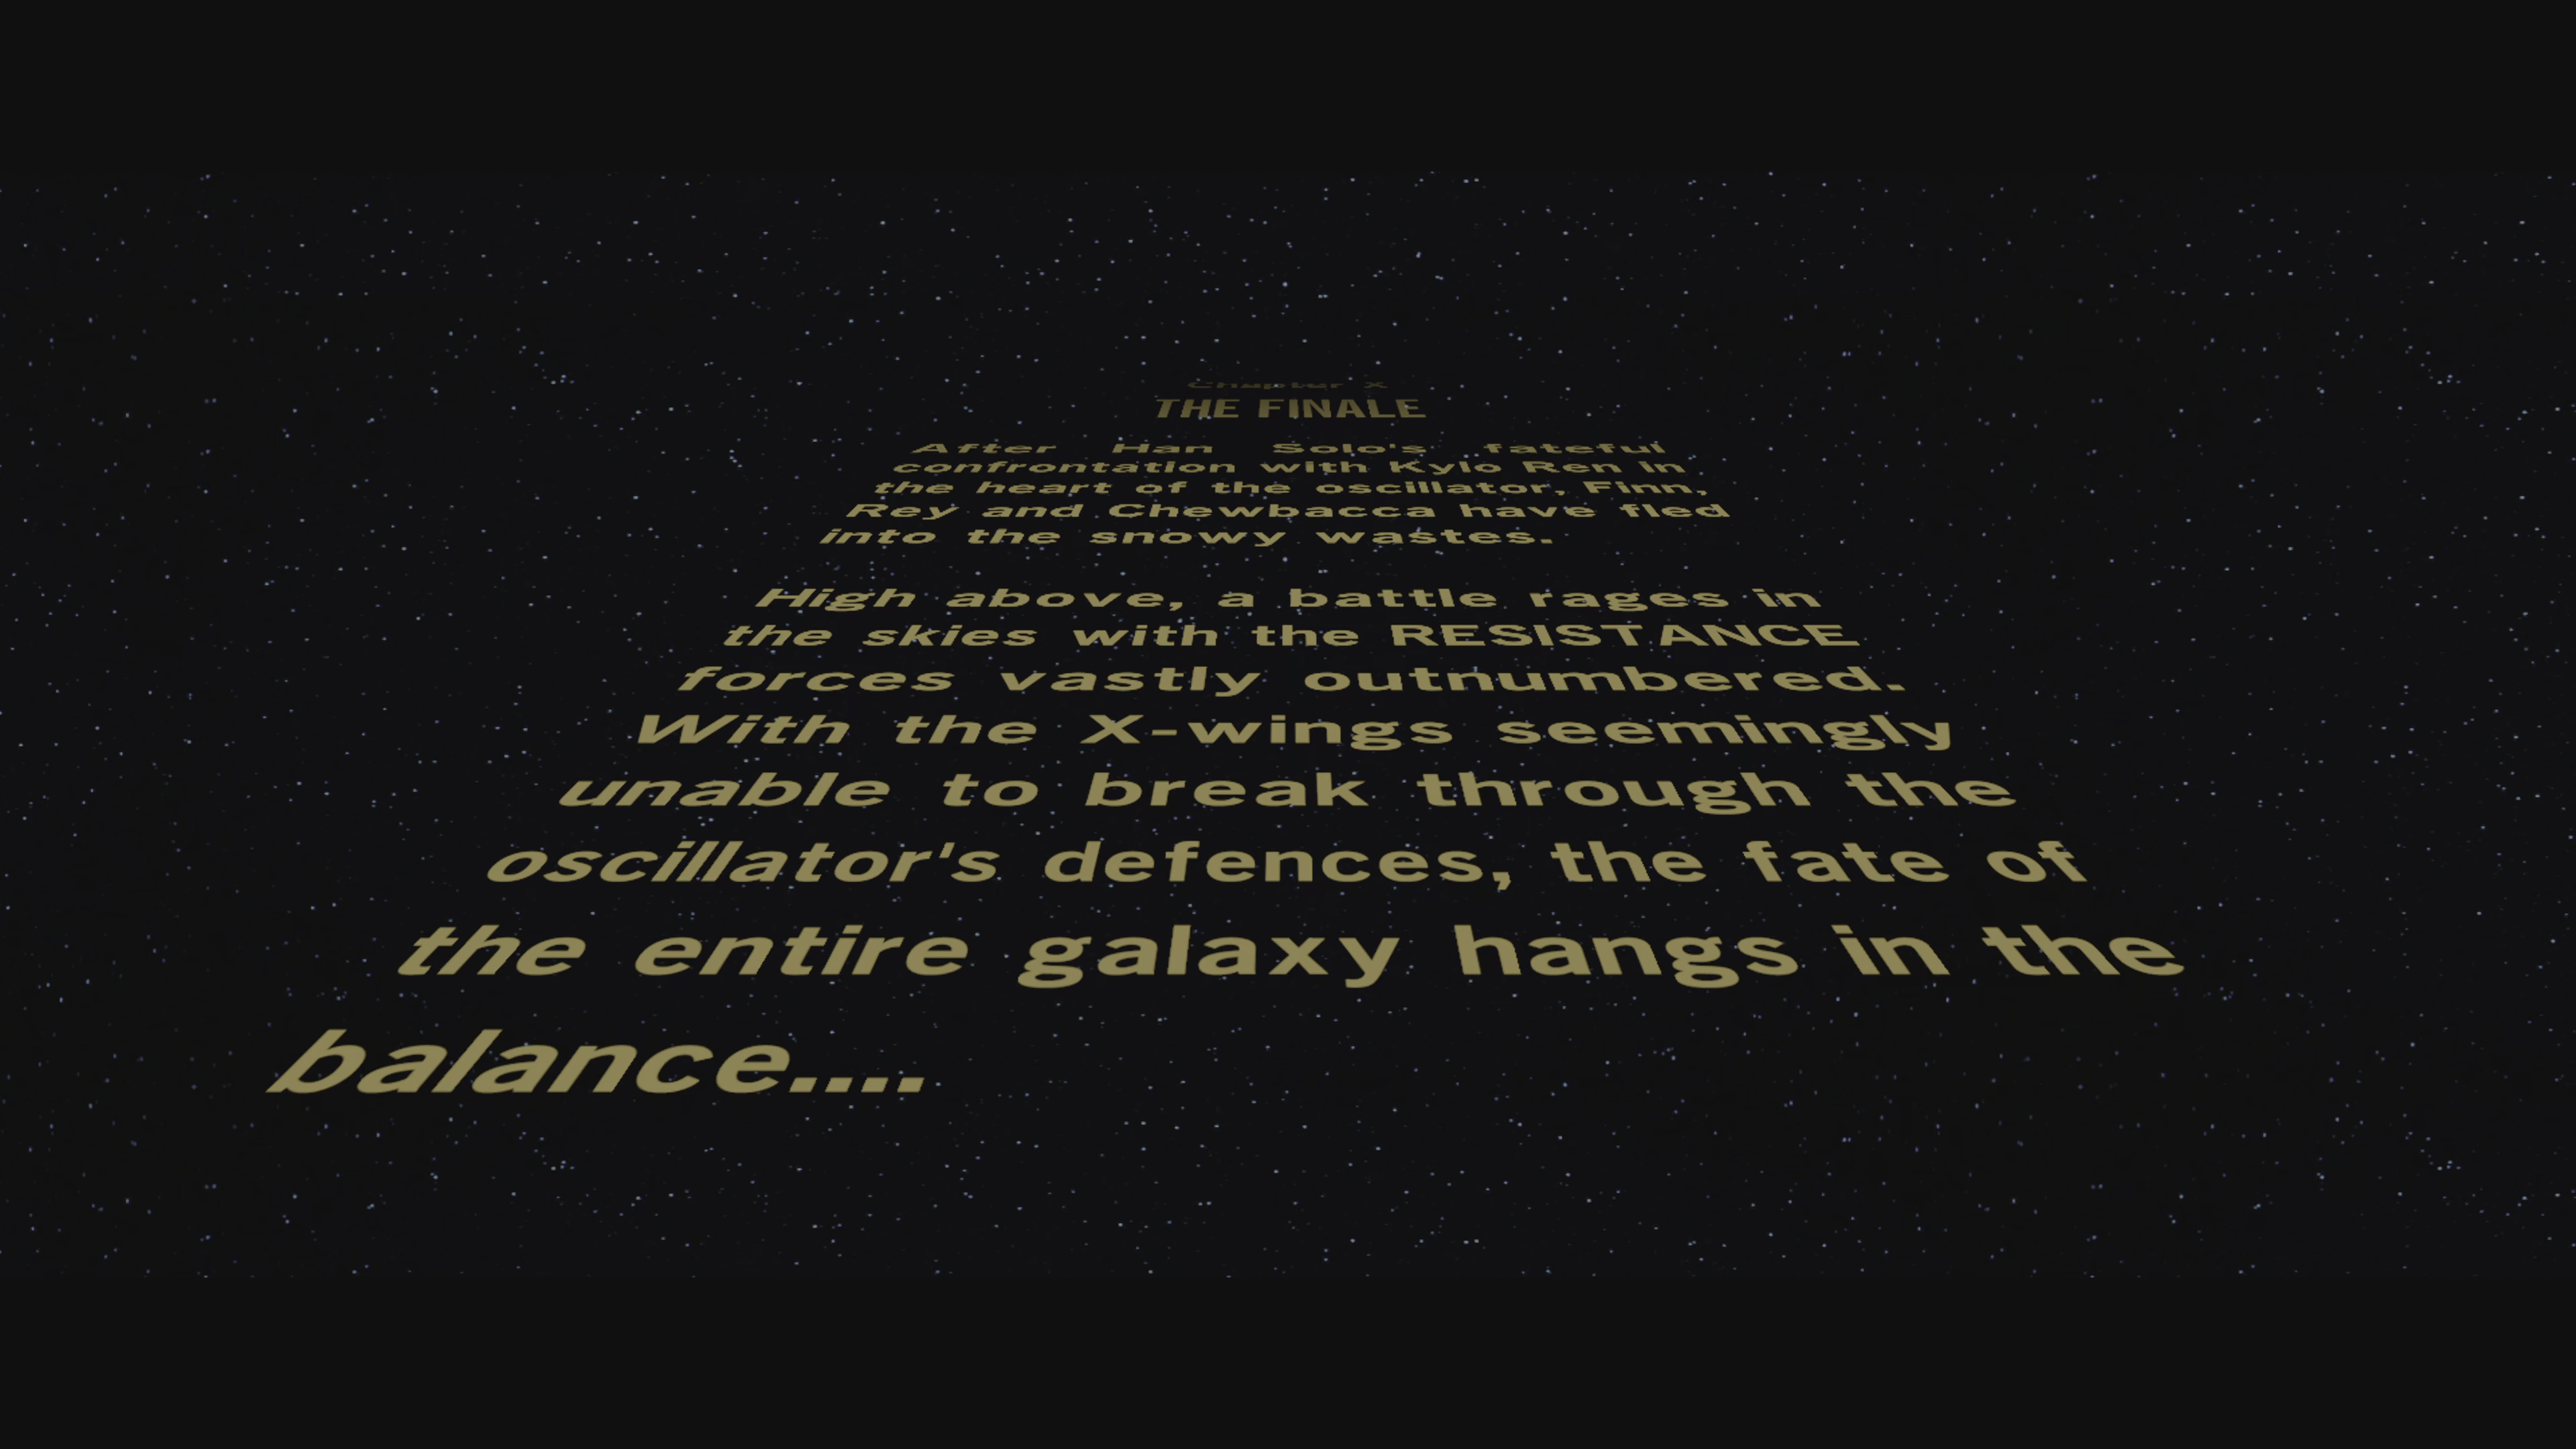 Chapter X
THE FINALE
After Han Solo's fateful
confrontation with Kylo Ren in
the heart of the oscillator, Finn,
Rey and Chewbacca have fled
into the snowy wastes.
High above, a battle rages in
the skies with the RESISTANCE
forces vastly outnumbered.
With the X-wings seemingly
unable to break through the
oscillator's defences, the fate of
the entire galaxy hangs in the
balance....